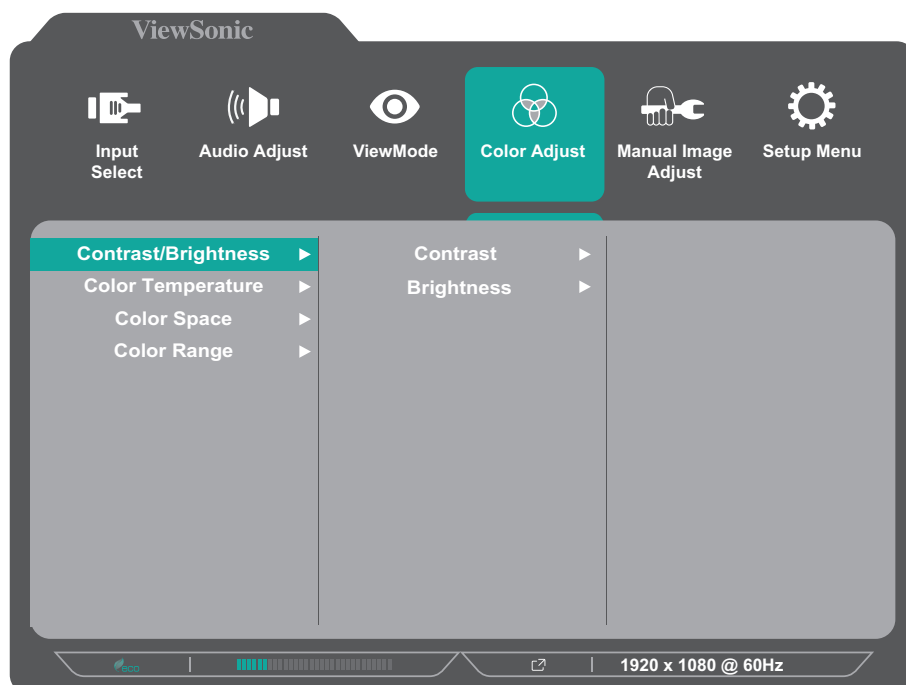 ViewSonic
Input Select
Audio Adjust
ViewMode
Color Adjust
Manual Image Adjust
Setup Menu
Contrast/Brightness
Color Temperature
Color Space
Color Range
Contrast
Brightness
eco
1920 x 1080 @ 60Hz